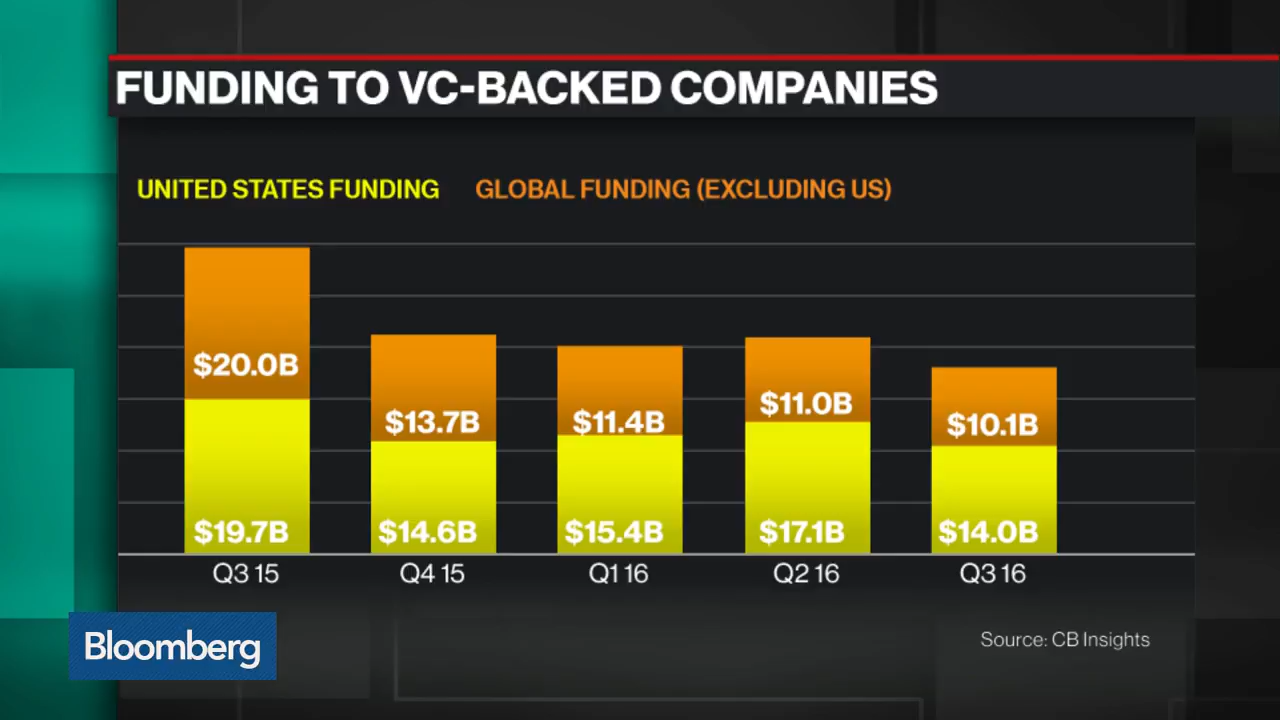 FUNDING TO VC-BACKED COMPANIES
UNITED STATES FUNDING GLOBAL FUNDING (EXCLUDING US)
$20.0B $13.7B $11.4B $11.0B $10.1B
$19.7B $14.6B $15.4B $17.1B $14.0B
Q3 15 Q4 15 Q1 16 Q2 16 Q3 16
Bloomberg
Source: CB Insights